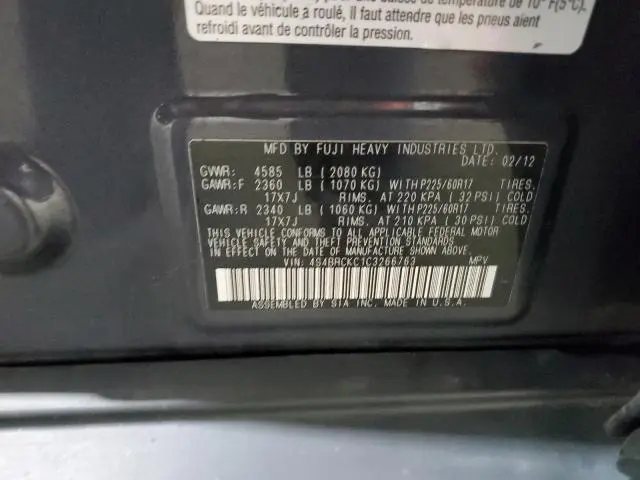 température de 10° F(5°C).
Quand le véhicule a roulé, Il faut attendre que les pneus aient
refroidi avant de contrôler la pression.
MFD BY FUJI HEAVY INDUSTRIES LTD.
DATE: 02/12
GVWR: 4585 LB ( 2080 KG)
GAWR:F 2360 LB ( 1070 KG) WITH P225/60R17 TIRES.
17X7J RIMS. AT 220 KPA ( 32 PSI) COLD
GAWR:R 2340 LB ( 1060 KG) WITH P225/60R17 TIRES.
17X7J RIMS. AT 210 KPA ( 30 PSI) COLD
THIS VEHICLE CONFORMS TO ALL APPLICABLE FEDERAL MOTOR
VEHICLE SAFETY AND THEFT PREVENTION STANDARDS
IN EFFECT ON THE DATE OF MANUFACTURE SHOWN ABOVE.
VIN: 4S4BRCKC1C3266763 MPV
ASSEMBLED BY SIA INC. MADE IN U.S.A.